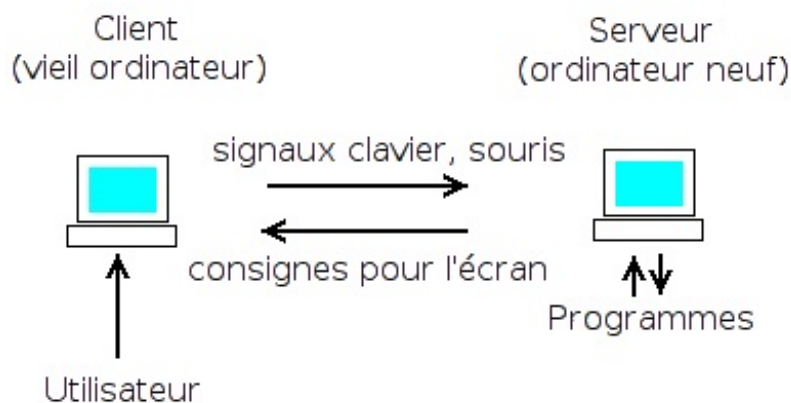 Client
(vieil ordinateur)
Serveur
(ordinateur neuf)
signaux clavier, souris
consignes pour l'écran
Programmes
Utilisateur